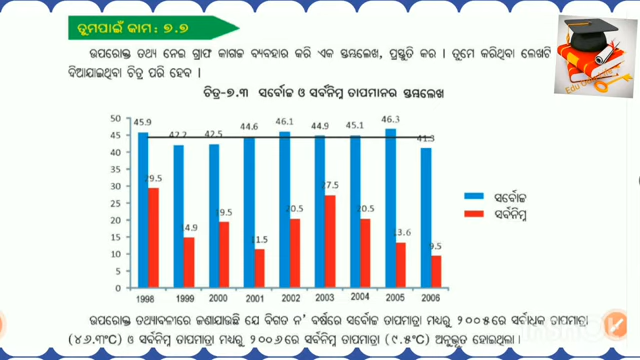 ତୁମପାଇଁ କାମ : ୭.୭
ଉପରୋକ୍ତ ତଥ୍ୟ ନେଇ ଗ୍ରାଫ କାଗଜ ବ୍ୟବହାର କରି ଏକ ସ୍ତମ୍ଭଲେଖ, ପ୍ରସ୍ତୁତି କର । ତୁମେ କରିଥିବା ଲେଖଟି
ଦିଆଯାଇଥିବା ଚିତ୍ର ପରି ହେବ ।
ଚିତ୍ର-୭.୩ ସର୍ବୋଚ୍ଚ ଓ ସର୍ବନିମ୍ନ ତାପମାନର ସ୍ତମ୍ଭଲେଖ
50
45
40
35
30
25
20
15
10
5
0
45.9 42.2 42.5 44.6 46.1 44.9 45.1 46.3 41.3
29.5 14.9 19.5 11.5 20.5 27.5 20.5 13.6 9.5
1998 1999 2000 2001 2002 2003 2004 2005 2006
ସର୍ବୋଚ୍ଚ
ସର୍ବନିମ୍ନ
ଉପରୋକ୍ତ ତଥ୍ୟାବଳୀରେ ଜଣାଯାଉଛି ଯେ ବିଗତ ନ' ବର୍ଷରେ ସର୍ବୋଚ୍ଚ ତାପମାତ୍ରା ମଧ୍ୟରୁ ୨୦୦୫ରେ ସର୍ବାଧିକ ତାପମାତ୍ରା
(୪୬.୩°C) ଓ ସର୍ବନିମ୍ନ ତାପମାତ୍ରା ମଧ୍ୟରୁ ୨୦୦୬ରେ ସର୍ବନିମ୍ନ ତାପମାତ୍ରା (୯.୫°C) ଅନୁଭୂତ ହୋଇଥିଲା ।